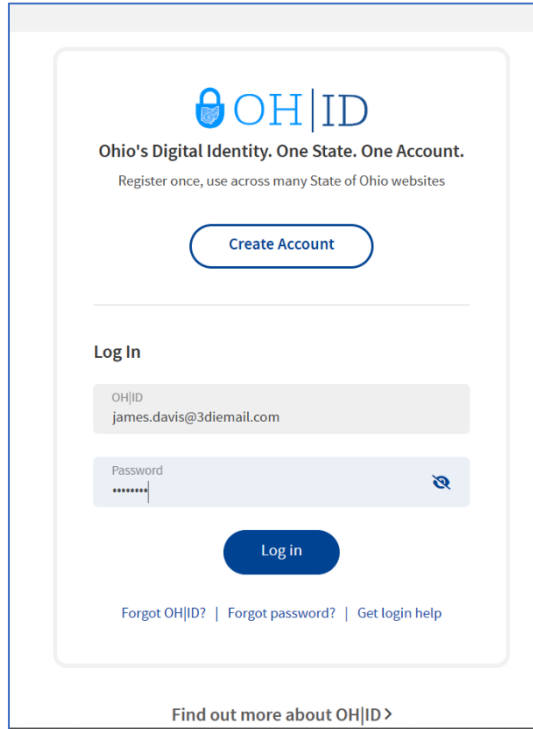 OH|ID
Ohio's Digital Identity. One State. One Account.
Register once, use across many State of Ohio websites
Create Account
Log In
OH|ID
james.davis@3diemail.com
Password
••••••••
Log in
Forgot OH|ID? | Forgot password? | Get login help
Find out more about OH|ID >